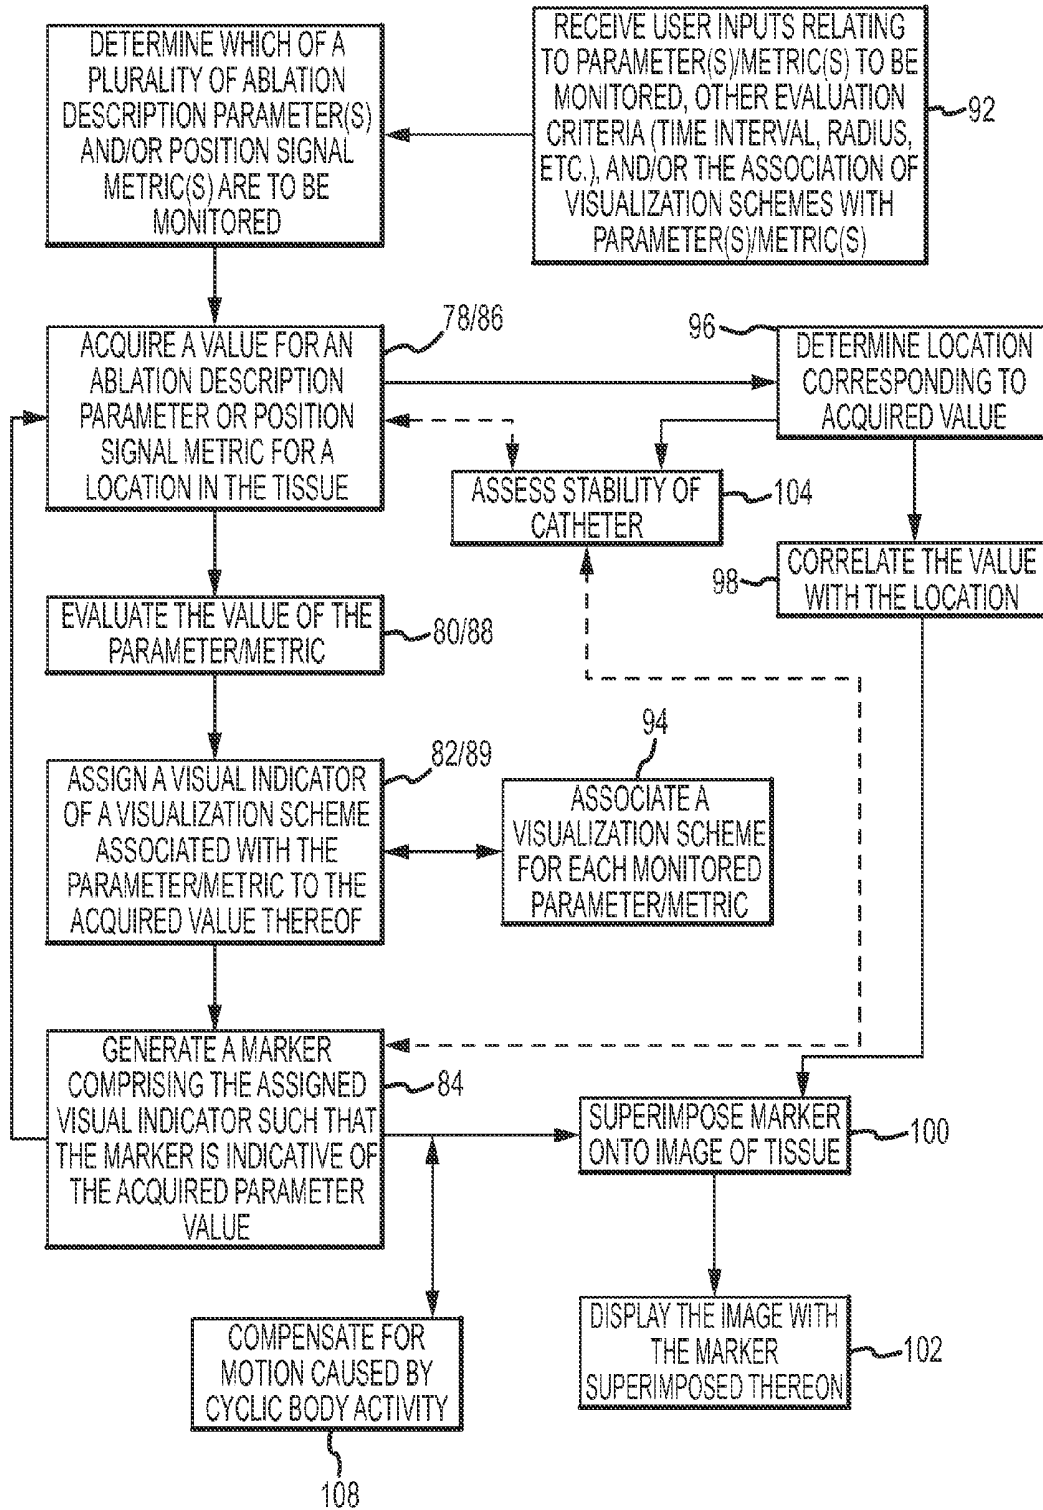 DETERMINE WHICH OF A
PLURALITY OF ABLATION
DESCRIPTION PARAMETER(S)
AND/OR POSITION SIGNAL
METRIC(S) ARE TO BE
MONITORED
RECEIVE USER INPUTS RELATING
TO PARAMETER(S)/METRIC(S) TO BE
MONITORED, OTHER EVALUATION
CRITERIA (TIME INTERVAL, RADIUS,
ETC.), AND/OR THE ASSOCIATION OF
VISUALIZATION SCHEMES WITH
PARAMETER(S)/METRIC(S)
92
78/86
ACQUIRE A VALUE FOR AN
ABLATION DESCRIPTION
PARAMETER OR POSITION
SIGNAL METRIC FOR A
LOCATION IN THE TISSUE
96
DETERMINE LOCATION
CORRESPONDING TO
ACQUIRED VALUE
ASSESS STABILITY OF
CATHETER
104
98
CORRELATE THE VALUE
WITH THE LOCATION
EVALUATE THE VALUE OF THE
PARAMETER/METRIC
80/88
82/89
ASSIGN A VISUAL INDICATOR
OF A VISUALIZATION SCHEME
ASSOCIATED WITH THE
PARAMETER/METRIC TO THE
ACQUIRED VALUE THEREOF
94
ASSOCIATE A
VISUALIZATION SCHEME
FOR EACH MONITORED
PARAMETER/METRIC
GENERATE A MARKER
COMPRISING THE ASSIGNED
VISUAL INDICATOR SUCH THAT
THE MARKER IS INDICATIVE OF
THE ACQUIRED PARAMETER
VALUE
84
SUPERIMPOSE MARKER
ONTO IMAGE OF TISSUE
100
COMPENSATE FOR
MOTION CAUSED BY
CYCLIC BODY ACTIVITY
108
DISPLAY THE IMAGE WITH
THE MARKER
SUPERIMPOSED THEREON
102